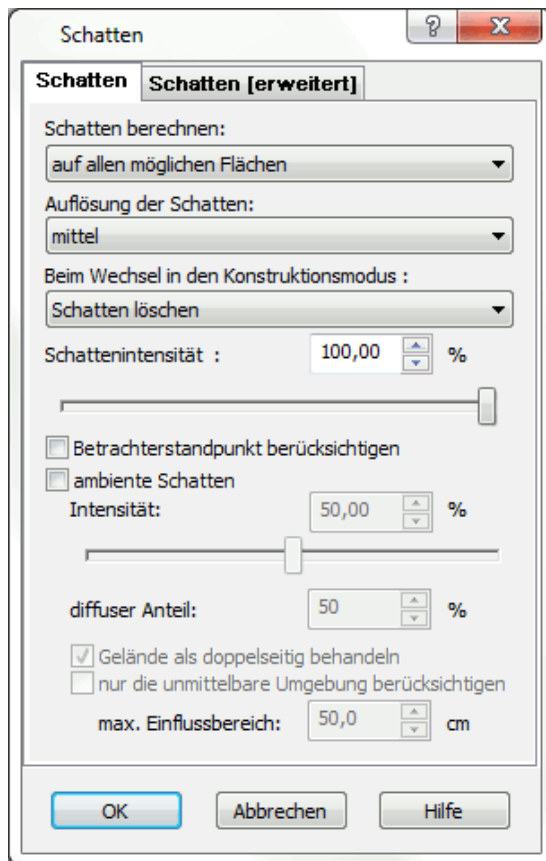 Schatten
?
X
Schatten
Schatten [erweitert]
Schatten berechnen:
auf allen möglichen Flächen
Auflösung der Schatten:
mittel
Beim Wechsel in den Konstruktionsmodus :
Schatten löschen
Schattenintensität : 100,00 %
Betrachterstandpunkt berücksichtigen
ambiente Schatten
Intensität: 50,00 %
diffuser Anteil: 50 %
Gelände als doppelseitig behandeln
nur die unmittelbare Umgebung berücksichtigen
max. Einflussbereich: 50,0 cm
OK Abbrechen Hilfe